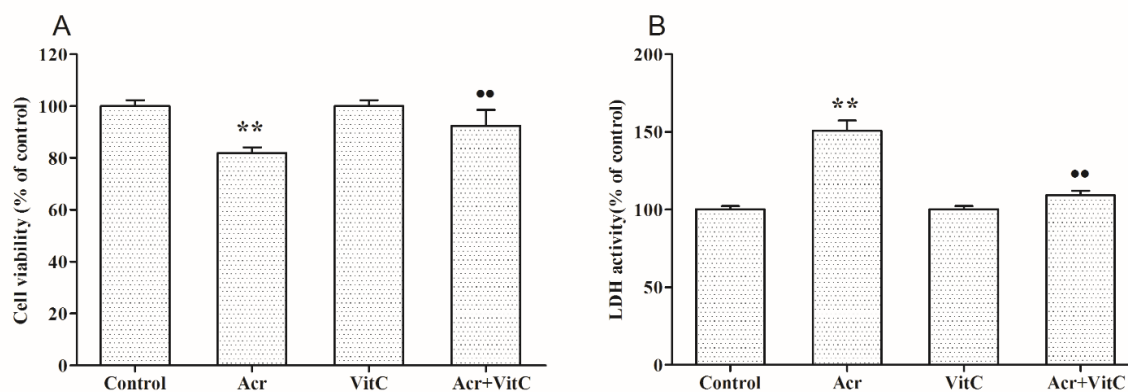 A
Cell viability (% of control)
120
100
80
60
40
20
0
**
••
Control Acr VitC Acr+VitC
B
LDH activity(% of control)
200
150
100
50
0
**
••
Control Acr VitC Acr+VitC